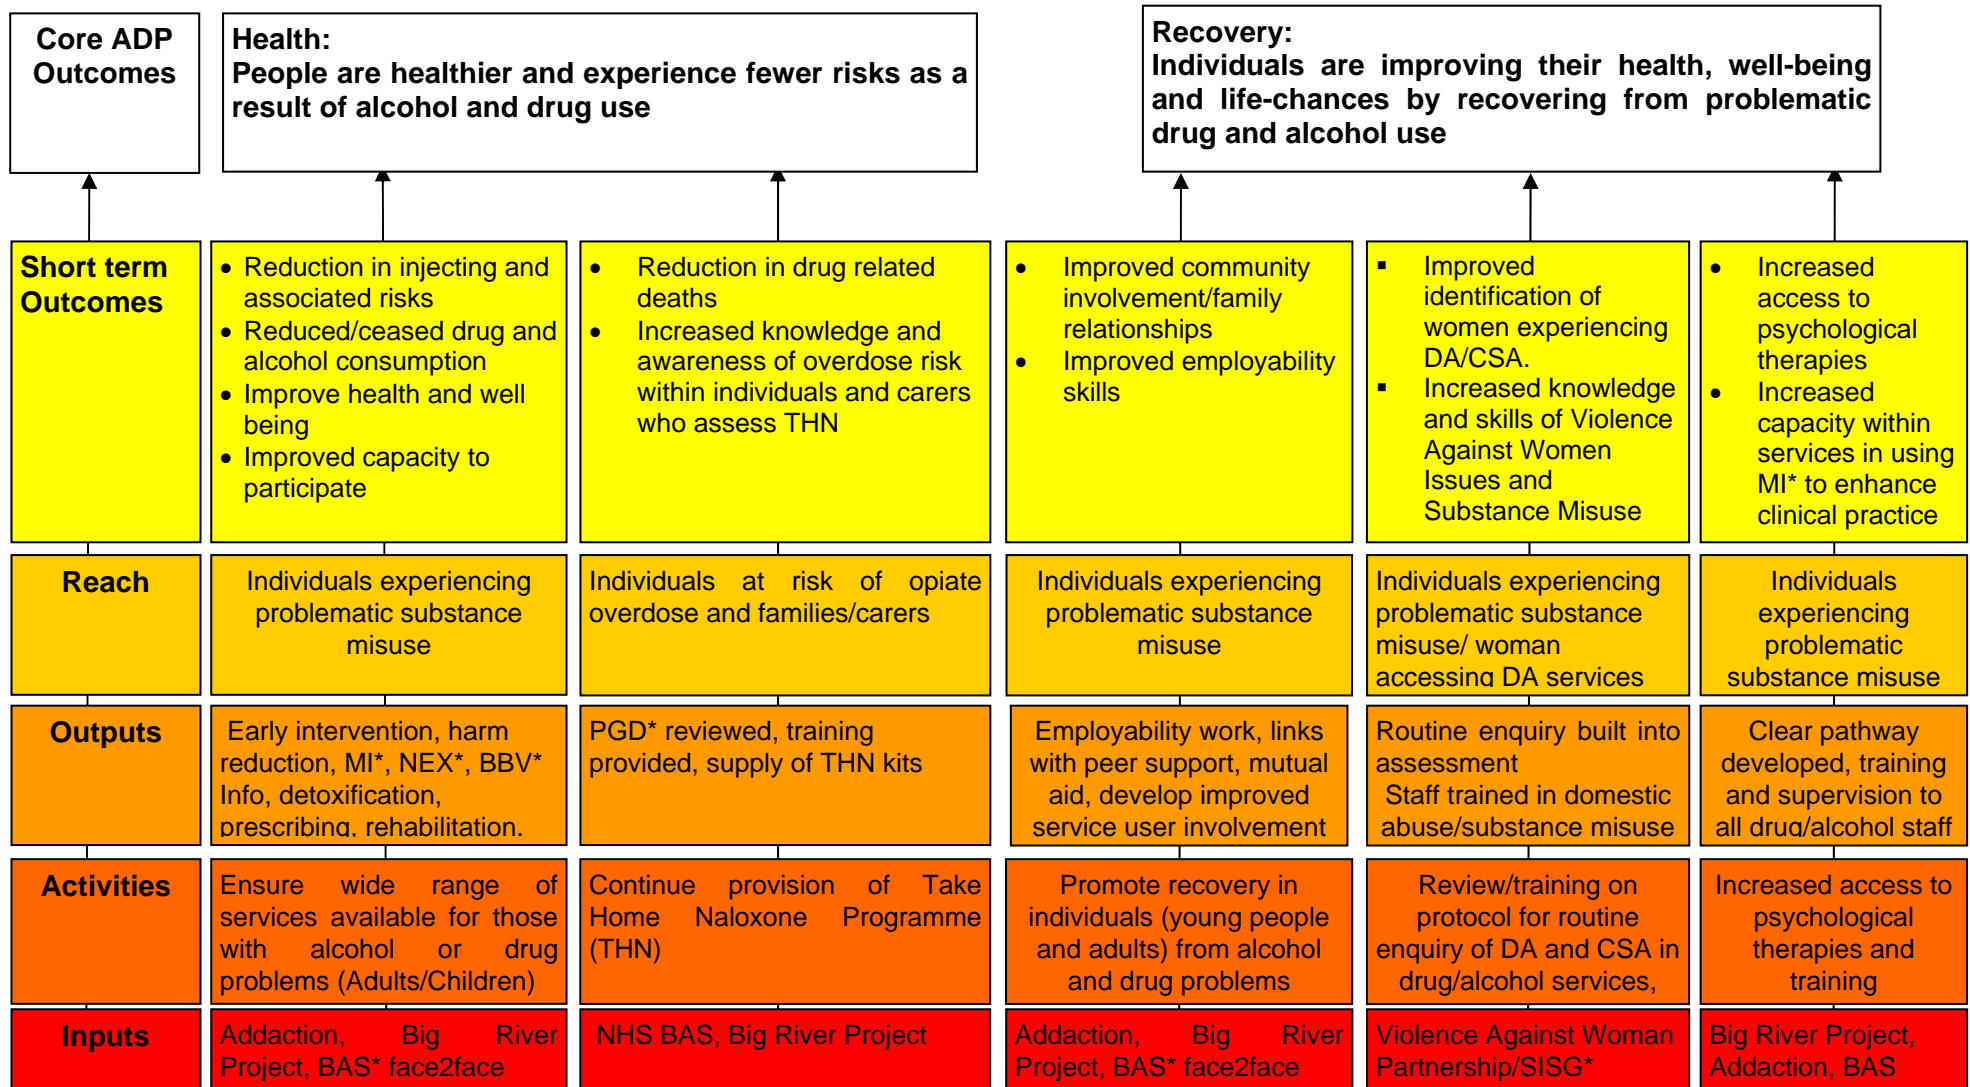 Core ADP
Outcomes
Health:
People are healthier and experience fewer risks as a
result of alcohol and drug use
Recovery:
Individuals are improving their health, well-being
and life-chances by recovering from problematic
drug and alcohol use
Short term
Outcomes
• Reduction in injecting and
associated risks
• Reduced/ceased drug and
alcohol consumption
• Improve health and well
being
• Improved capacity to
participate
• Reduction in drug related
deaths
• Increased knowledge and
awareness of overdose risk
within individuals and carers
who assess THN
• Improved community
involvement/family
relationships
• Improved employability
skills
▪ Improved
identification of
women experiencing
DA/CSA.
▪ Increased knowledge
and skills of Violence
Against Women
Issues and
Substance Misuse
• Increased
access to
psychological
therapies
• Increased
capacity within
services in using
MI* to enhance
clinical practice
Reach
Individuals experiencing
problematic substance
misuse
Individuals at risk of opiate
overdose and families/carers
Individuals experiencing
problematic substance
misuse
Individuals experiencing
problematic substance
misuse/ woman
accessing DA services
Individuals
experiencing
problematic
substance misuse
Outputs
Early intervention, harm
reduction, MI*, NEX*, BBV*
Info, detoxification,
prescribing, rehabilitation.
PGD* reviewed, training
provided, supply of THN kits
Employability work, links
with peer support, mutual
aid, develop improved
service user involvement
Routine enquiry built into
assessment
Staff trained in domestic
abuse/substance misuse
Clear pathway
developed, training
and supervision to
all drug/alcohol staff
Activities
Ensure wide range of
services available for those
with alcohol or drug
problems (Adults/Children)
Continue provision of Take
Home Naloxone Programme
(THN)
Promote recovery in
individuals (young people
and adults) from alcohol
and drug problems
Review/training on
protocol for routine
enquiry of DA and CSA in
drug/alcohol services,
Increased access to
psychological
therapies and
training
Inputs
Addaction, Big River
Project, BAS* face2face
NHS BAS, Big River Project
Addaction, Big River
Project, BAS* face2face
Violence Against Woman
Partnership/SISG*
Big River Project,
Addaction, BAS